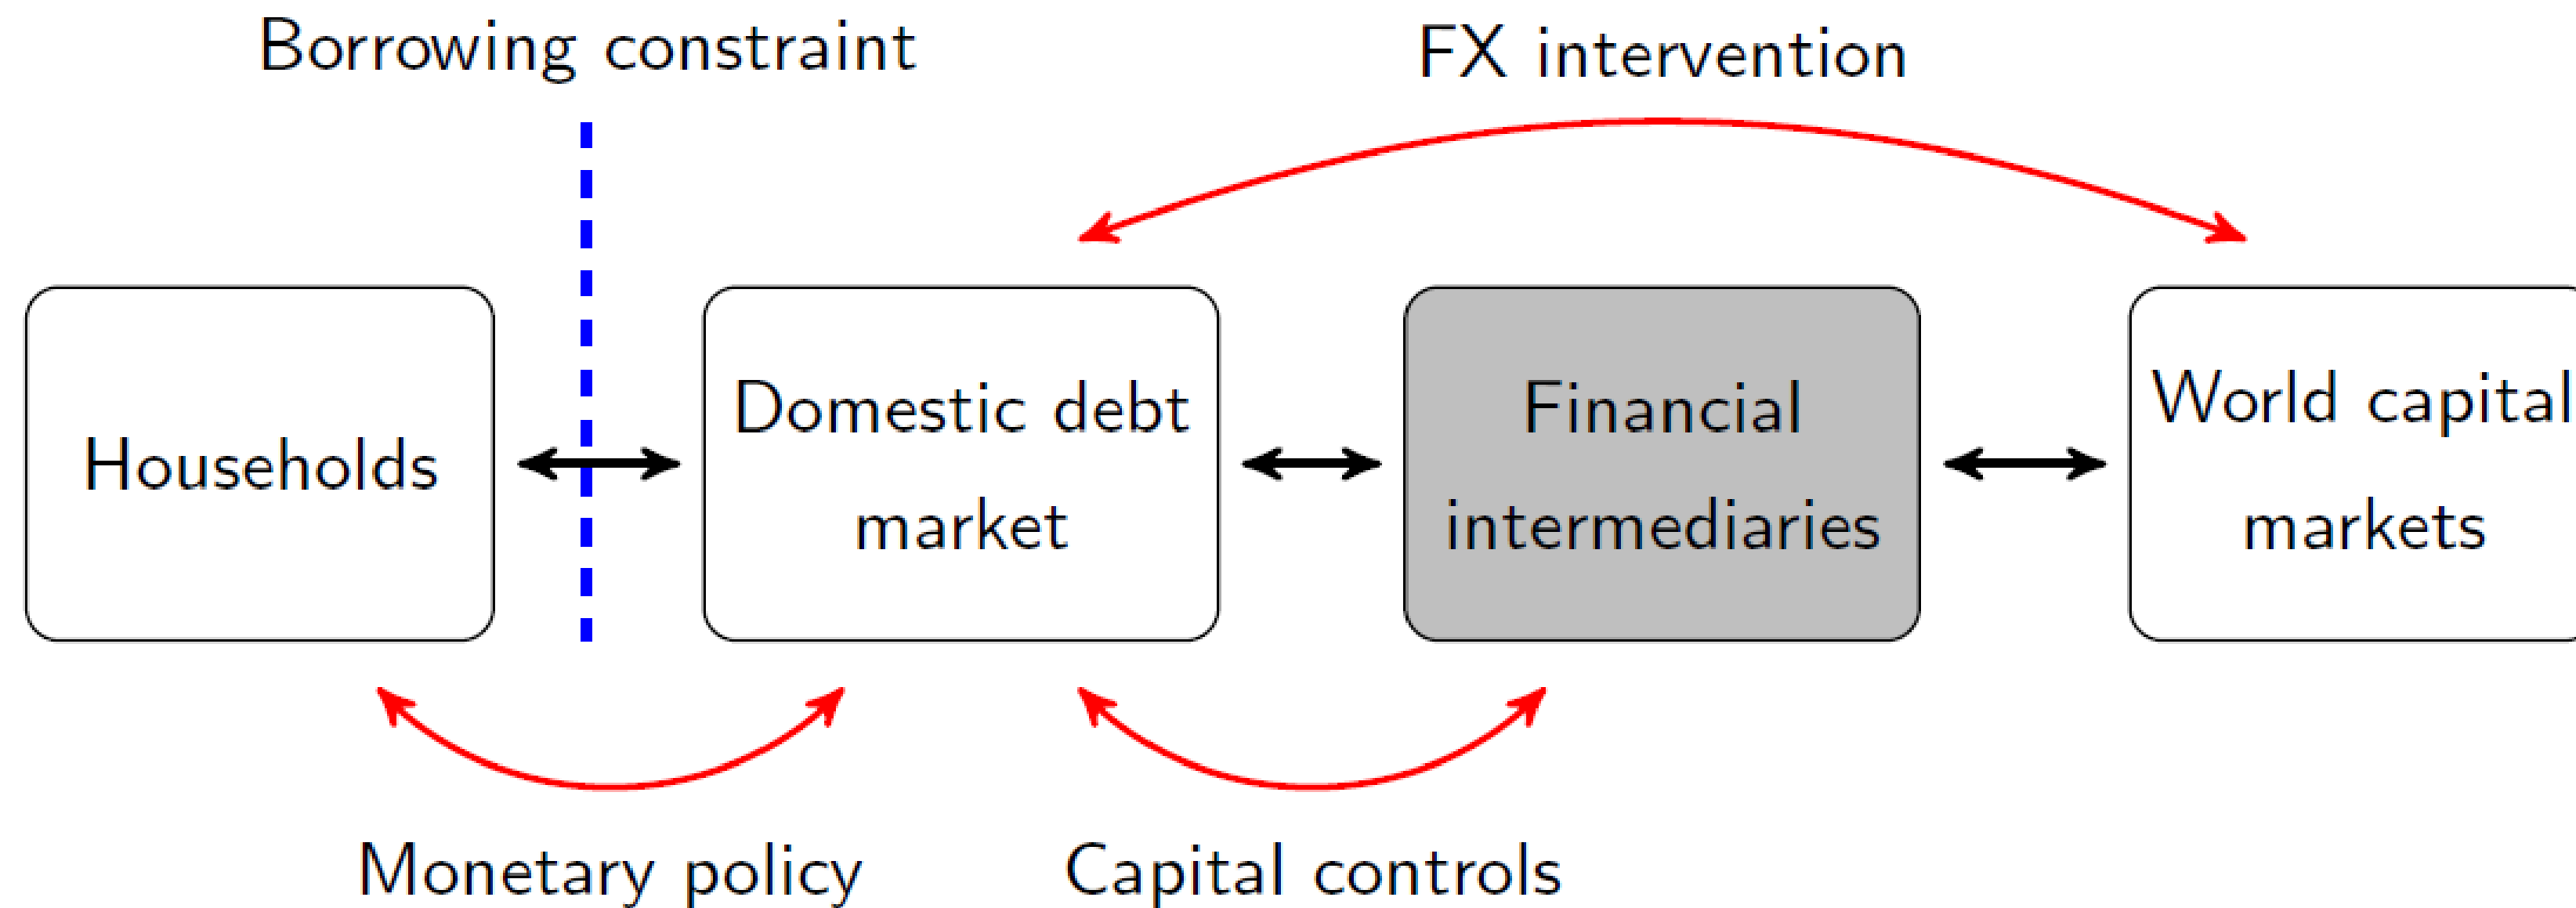 Borrowing constraint
FX intervention
Households
Domestic debt
market
Financial
intermediaries
World capital
markets
Monetary policy
Capital controls